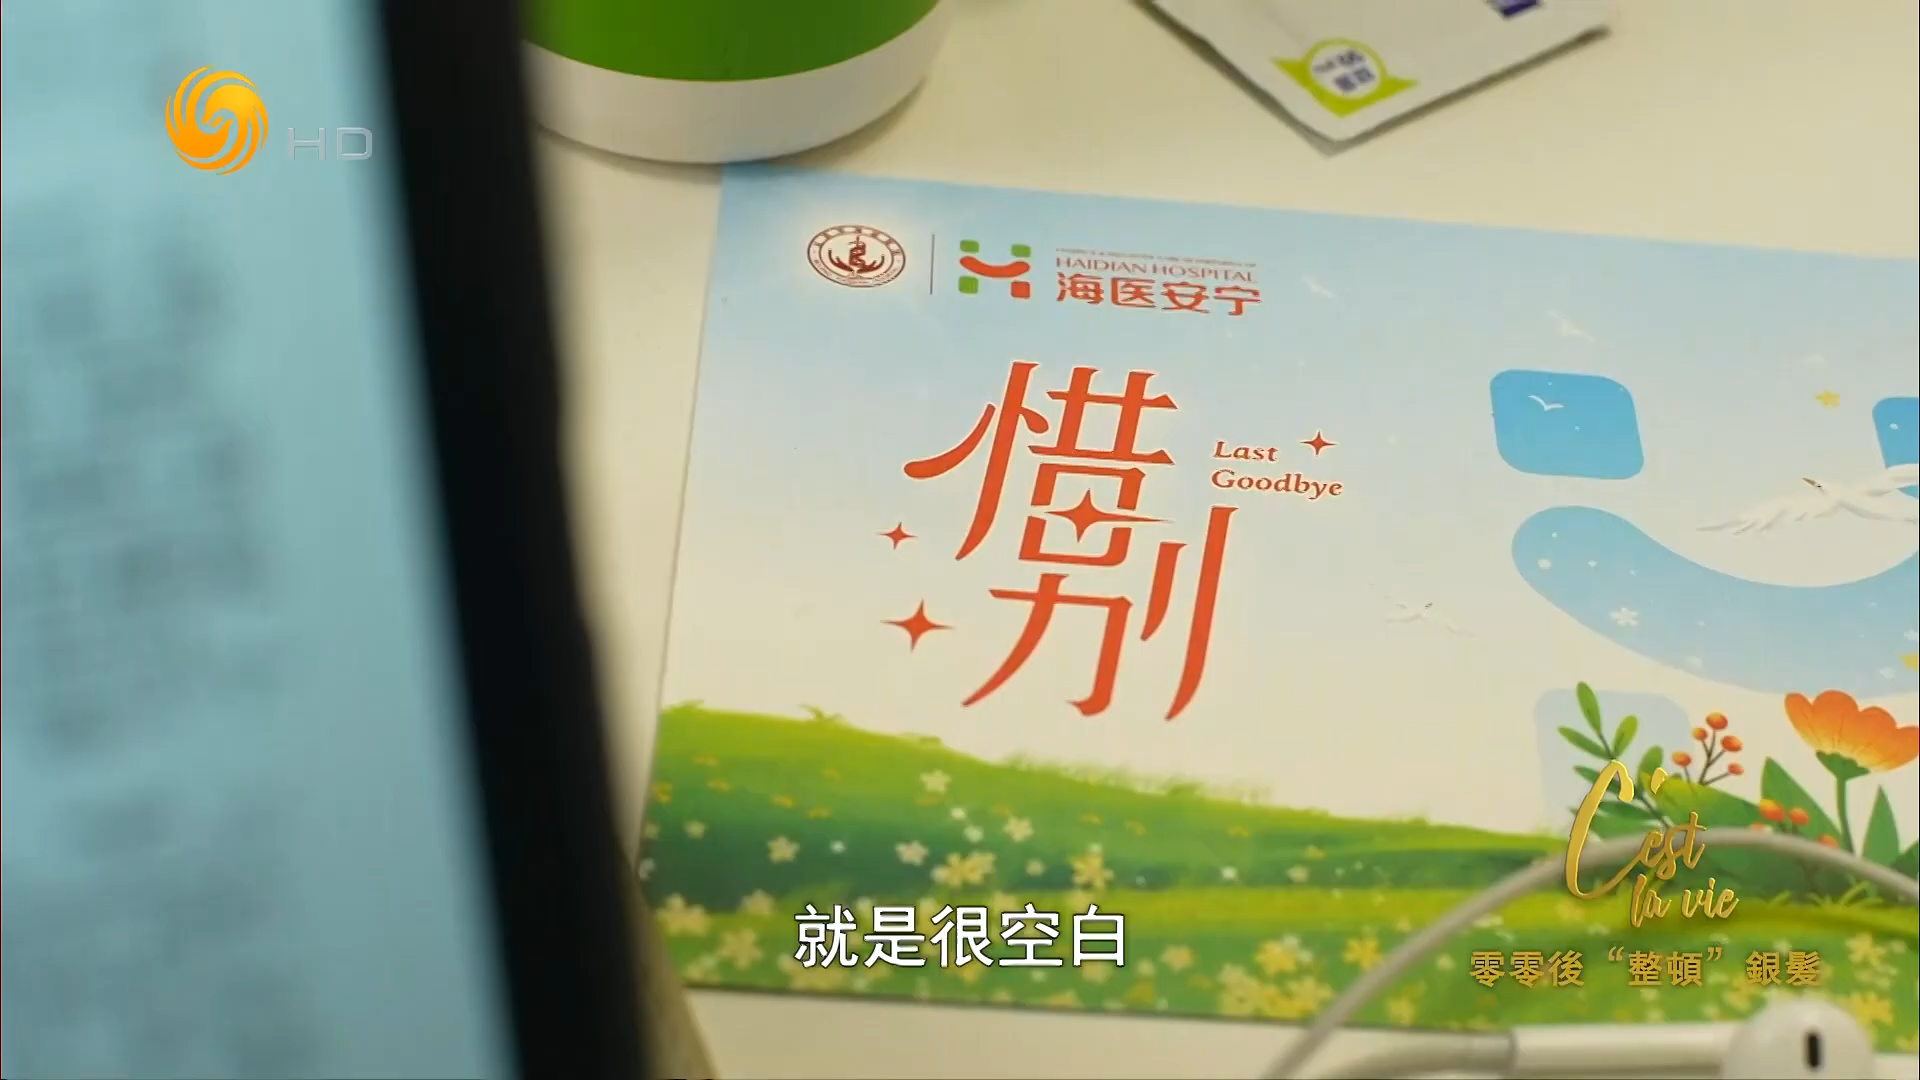 HD
HAIDIAN HOSPITAL
海医安宁
惜别
Last
Goodbye
就是很空白
C'est
la vie
零零後“整頓”銀髮